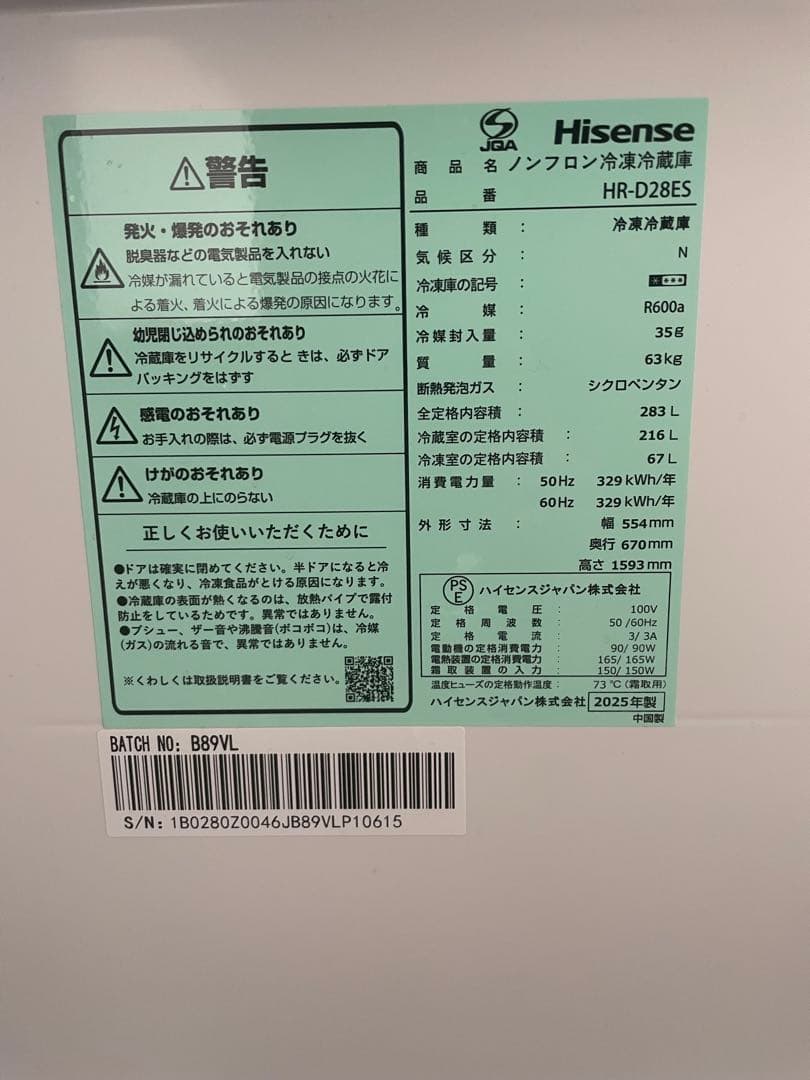 警告
発火・爆発のおそれあり
脱臭器などの電気製品を入れない
冷媒が漏れていると電気製品の接点の火花に
よる着火、着火による爆発の原因になります。
幼児閉じ込められのおそれあり
冷蔵庫をリサイクルするときは、必ずドア
パッキングをはずす
感電のおそれあり
お手入れの際は、必ず電源プラグを抜く
けがのおそれあり
冷蔵庫の上にのらない
正しくお使いいただくために
●ドアは確実に閉めてください。半ドアになると冷
えが悪くなり、冷凍食品がとける原因になります。
●冷蔵庫の表面が熱くなるのは、放熱パイプで露付
防止をしているためです。異常ではありません。
●プシュー、ザー音や沸騰音(ポコポコ)は、冷媒
(ガス)の流れる音で、異常ではありません。
※くわしくは取扱説明書をご覧ください。
JQA Hisense
商品名 ノンフロン冷凍冷蔵庫
品番 HR-D28ES
種類 : 冷凍冷蔵庫
気候区分 : N
冷凍庫の記号 : ****
冷媒 : R600a
冷媒封入量 : 35g
質量 : 63kg
断熱発泡ガス : シクロペンタン
全定格内容積 : 283L
冷蔵室の定格内容積 : 216L
冷凍室の定格内容積 : 67L
消費電力量 : 50Hz 329kWh/年
60Hz 329kWh/年
外形寸法 : 幅 554mm
奥行 670mm
高さ 1593mm
PSE ハイセンスジャパン株式会社
定格電圧: 100V
定格周波数: 50/60Hz
定格電流: 3/3A
電動機の定格消費電力: 90/90W
電熱装置の定格消費電力: 165/165W
霜取装置の入力: 150/150W
温度ヒューズの定格動作温度: 73℃(霜取用)
ハイセンスジャパン株式会社 2025年製
中国製
BATCH NO: B89VL
S/N: 1B0280Z0046JB89VLP10615